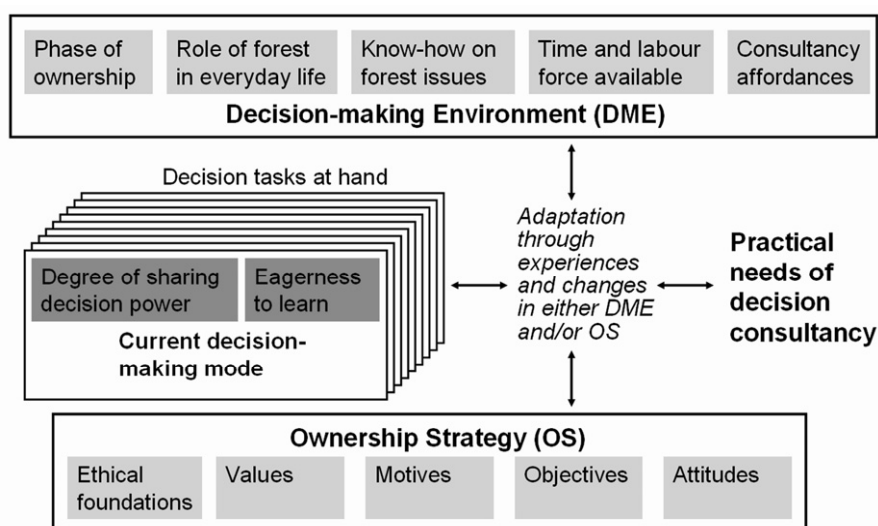 Phase of
ownership
Role of forest
in everyday life
Know-how on
forest issues
Time and labour
force available
Consultancy
affordances
Decision-making Environment (DME)
Decision tasks at hand
Degree of sharing
decision power
Eagerness
to learn
Current decision-
making mode
Adaptation
through
experiences
and changes
in either DME
and/or OS
Practical
needs of
decision
consultancy
Ownership Strategy (OS)
Ethical
foundations
Values
Motives
Objectives
Attitudes